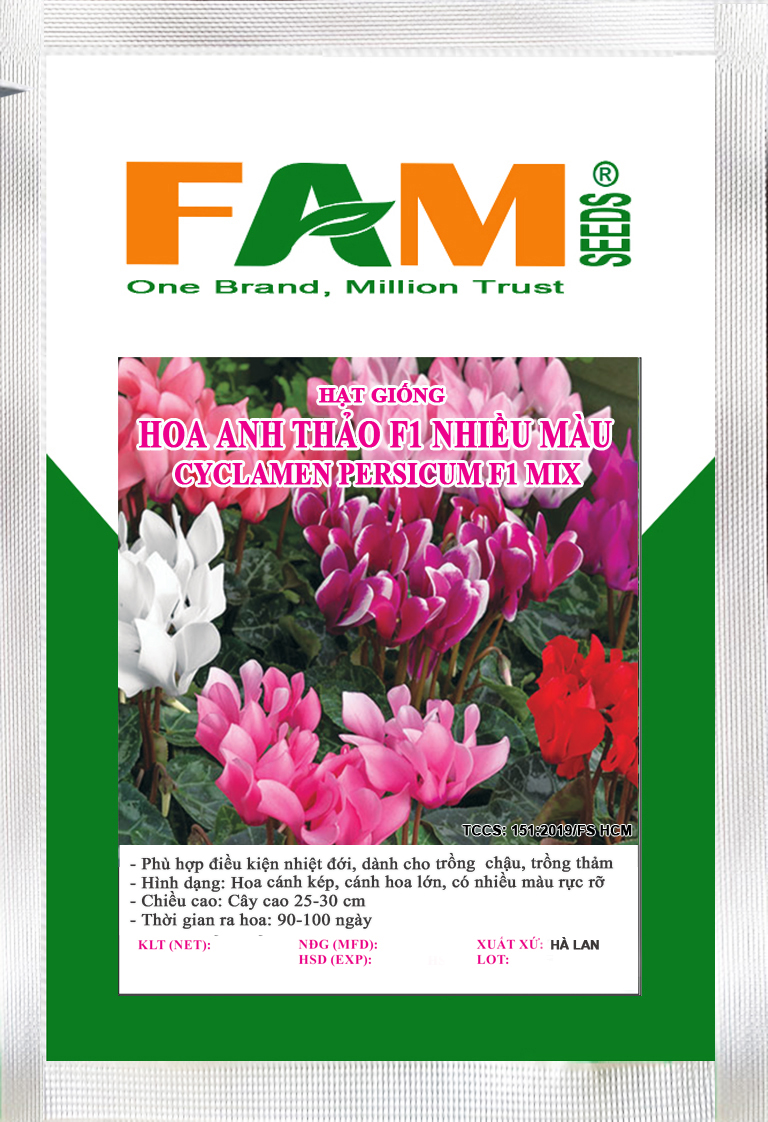 FAM SEEDS®
One Brand, Million Trust
HẠT GIỐNG
HOA ANH THẢO F1 NHIỀU MÀU
CYCLAMEN PERSICUM F1 MIX
TCCS: 151:2019/FS HCM
- Phù hợp điều kiện nhiệt đới, dành cho trồng chậu, trồng thảm
- Hình dạng: Hoa cánh kép, cánh hoa lớn, có nhiều màu rực rỡ
- Chiều cao: Cây cao 25-30 cm
- Thời gian ra hoa: 90-100 ngày
KLT (NET): NĐG (MFD): XUẤT XỨ: HÀ LAN
HSD (EXP): LOT: